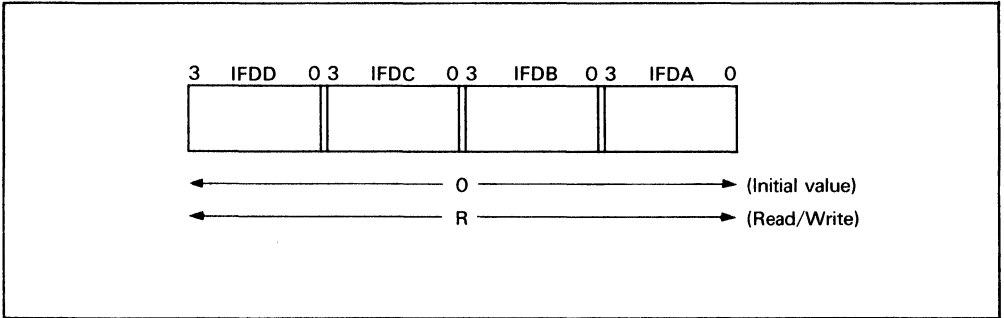 3 IFDD 0 3 IFDC 0 3 IFDB 0 3 IFDA 0
0 (Initial value)
R (Read/Write)